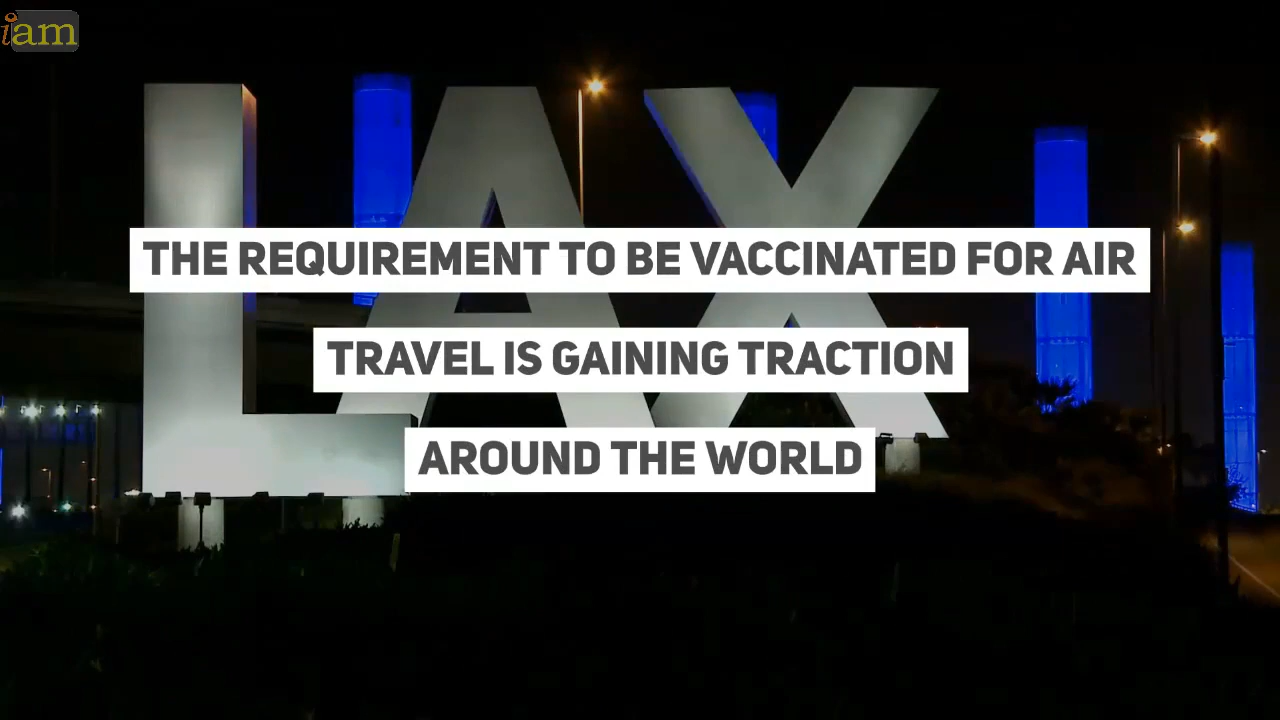 iam
LAX
THE REQUIREMENT TO BE VACCINATED FOR AIR
TRAVEL IS GAINING TRACTION
AROUND THE WORLD